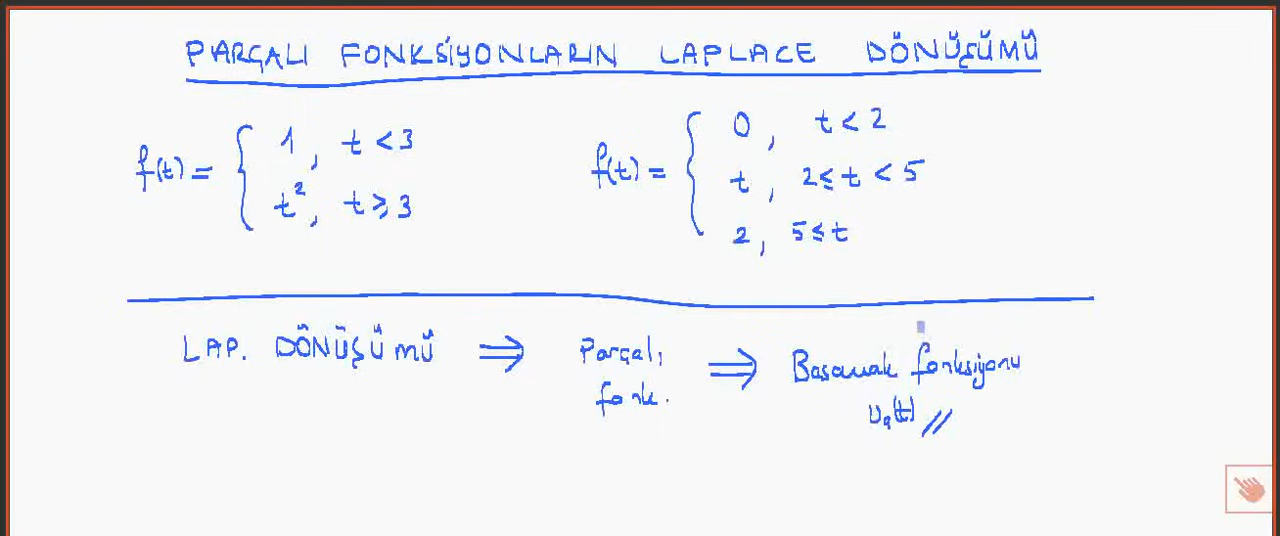 PARÇALI FONKSİYONLARIN LAPLACE DÖNÜŞÜMÜ
f(t) = { 1, t < 3
t², t ≥ 3
f(t) = { 0, t < 2
t, 2 ≤ t < 5
2, 5 ≤ t
LAP. DÖNÜŞÜMÜ ⇒ Parçalı fonk. ⇒ Basamak fonksiyonu
uₐ(t) //